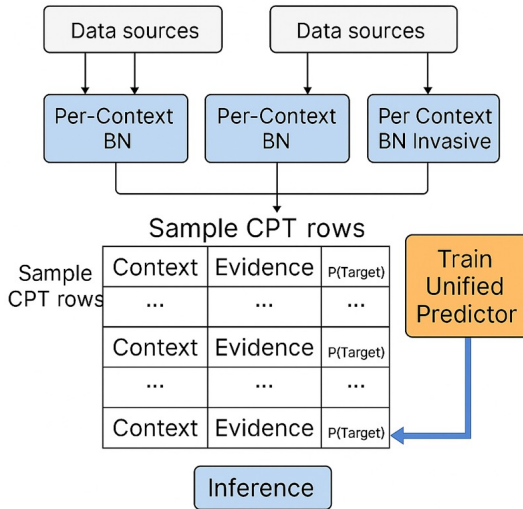 Data sources
Data sources
Per-Context
BN
Per-Context
BN
Per Context
BN Invasive
Sample CPT rows
Sample
CPT rows
Context Evidence P(Target)
... ... ...
Context Evidence P(Target)
... ... ...
Context Evidence P(Target)
Train
Unified
Predictor
Inference